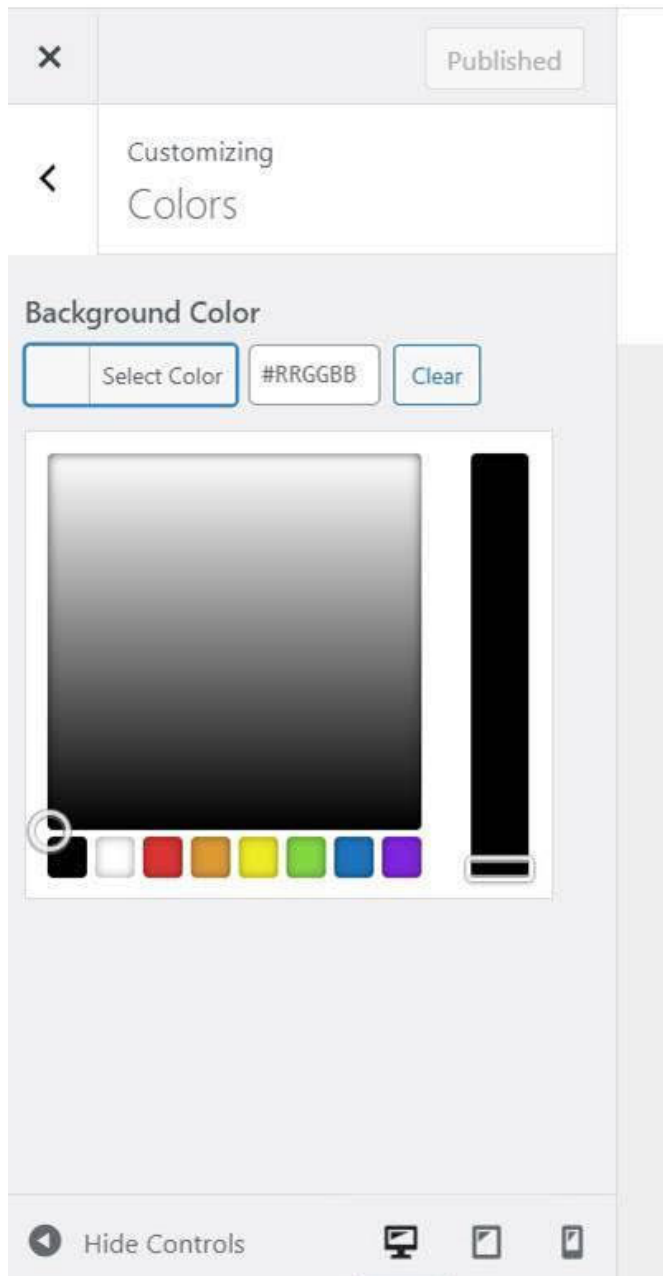 Published
Customizing
Colors
Background Color
Select Color #RRGGBB Clear
Hide Controls